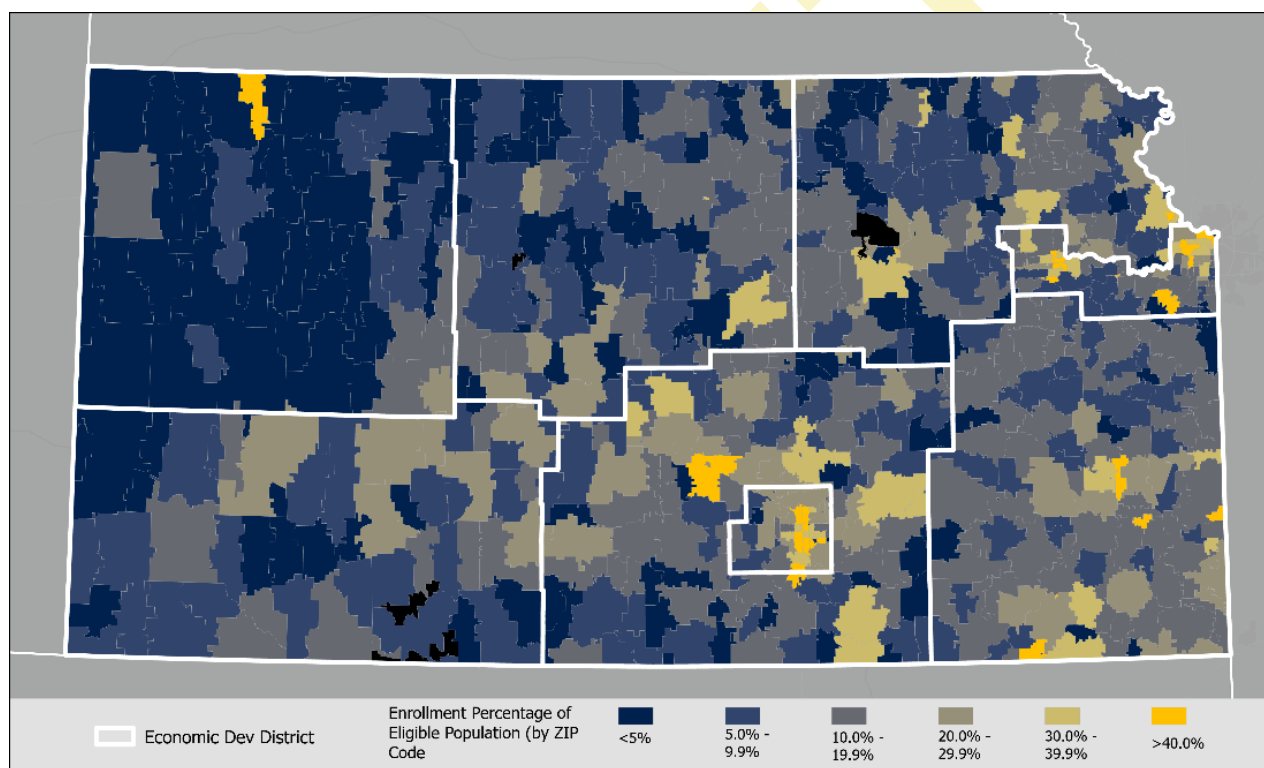 Economic Dev District
Enrollment Percentage of
Eligible Population (by ZIP
Code
<5%
5.0% -
9.9%
10.0% -
19.9%
20.0% -
29.9%
30.0% -
39.9%
>40.0%